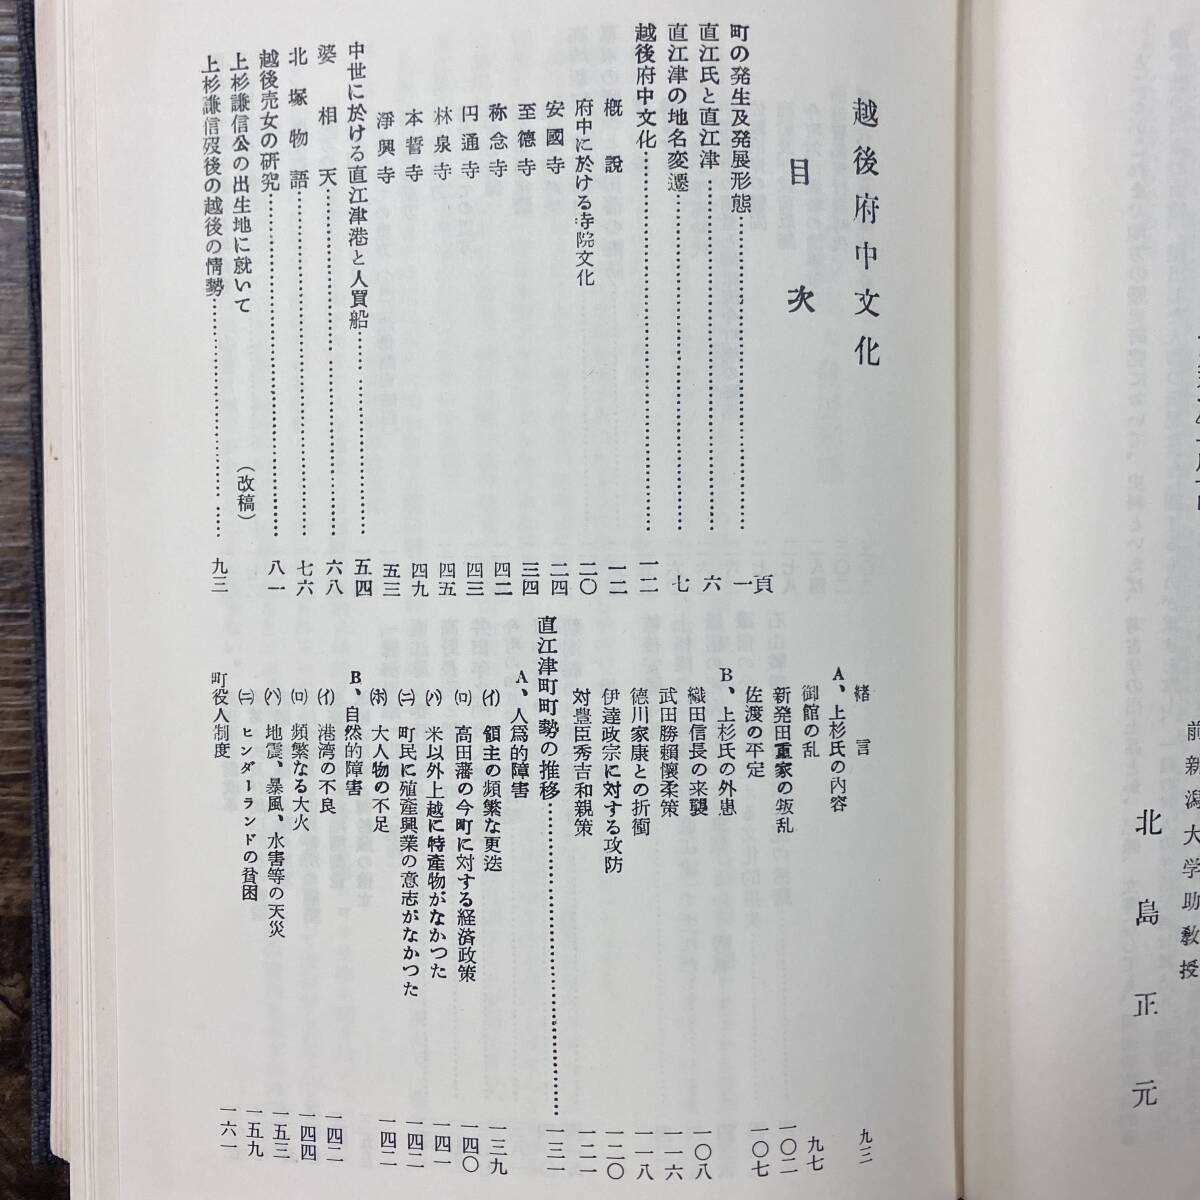 前新潟大学助教授
北島正元
越後府中文化
目次
町の発生及発展形態……………一頁
直江氏と直江津……………六
直江津の地名変遷……………七
越後府中文化……………一二
概説 一二
府中に於ける寺院文化 二〇
安國寺 二四
至德寺 三四
称念寺 四二
円通寺 四三
林泉寺 四五
本誓寺 四九
淨興寺 五三
中世に於ける直江津港と人買船……………五四
婆相天……………六八
北塚物語……………七六
越後売女の研究……………八一
上杉謙信公の出生地に就いて(改稿)
上杉謙信歿後の越後の情勢……………九三
緒言 九三
A、上杉氏の内容
御館の乱 九七
新発田重家の叛乱 一〇二
佐渡の平定 一〇七
B、上杉氏の外患
織田信長の来襲 一〇八
武田勝賴懷柔策 一一六
德川家康との折衝 一一八
伊達政宗に対する攻防 一二〇
対豊臣秀吉和親策 一二一
直江津町町勢の推移……………一三一
A、人爲的障害
(イ) 領主の頻繁な更迭 一三九
(ロ) 高田藩の今町に対する経済政策 一四〇
(ハ) 米以外上越に特産物がなかつた 一四一
(ニ) 町民に殖産興業の意志がなかつた 一四二
(ホ) 大人物の不足 一四二
B、自然的障害
(イ) 港湾の不良 一四二
(ロ) 頻繁なる大火 一四四
(ハ) 地震、暴風、水害等の天災 一五三
(ニ) ヒンダーランドの貧困 一五九
町役人制度 一六一